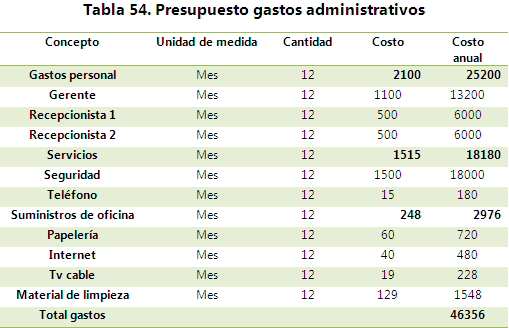 Tabla 54. Presupuesto gastos administrativos
Concepto Unidad de medida Cantidad Costo Costo anual
Gastos personal Mes 12 2100 25200
Gerente Mes 12 1100 13200
Recepcionista 1 Mes 12 500 6000
Recepcionista 2 Mes 12 500 6000
Servicios Mes 12 1515 18180
Seguridad Mes 12 1500 18000
Teléfono Mes 12 15 180
Suministros de oficina Mes 12 248 2976
Papelería Mes 12 60 720
Internet Mes 12 40 480
Tv cable Mes 12 19 228
Material de limpieza Mes 12 129 1548
Total gastos 46356